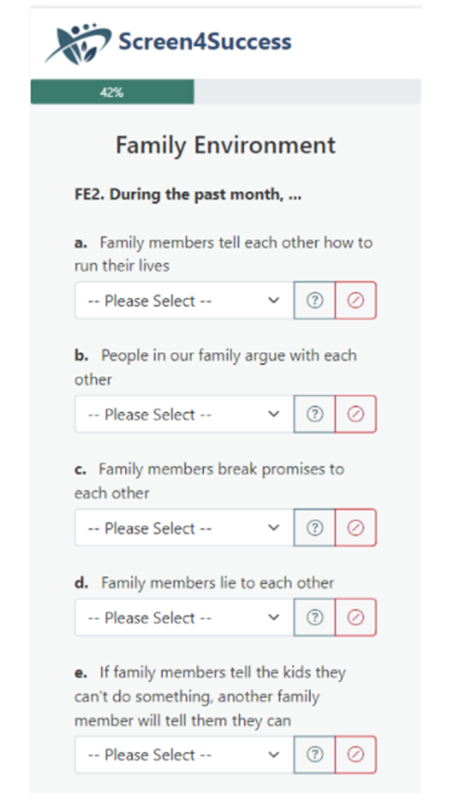 Screen4Success
42%
Family Environment
FE2. During the past month, ...
a. Family members tell each other how to
run their lives
-- Please Select --
b. People in our family argue with each
other
-- Please Select --
c. Family members break promises to
each other
-- Please Select --
d. Family members lie to each other
-- Please Select --
e. If family members tell the kids they
can't do something, another family
member will tell them they can
-- Please Select --